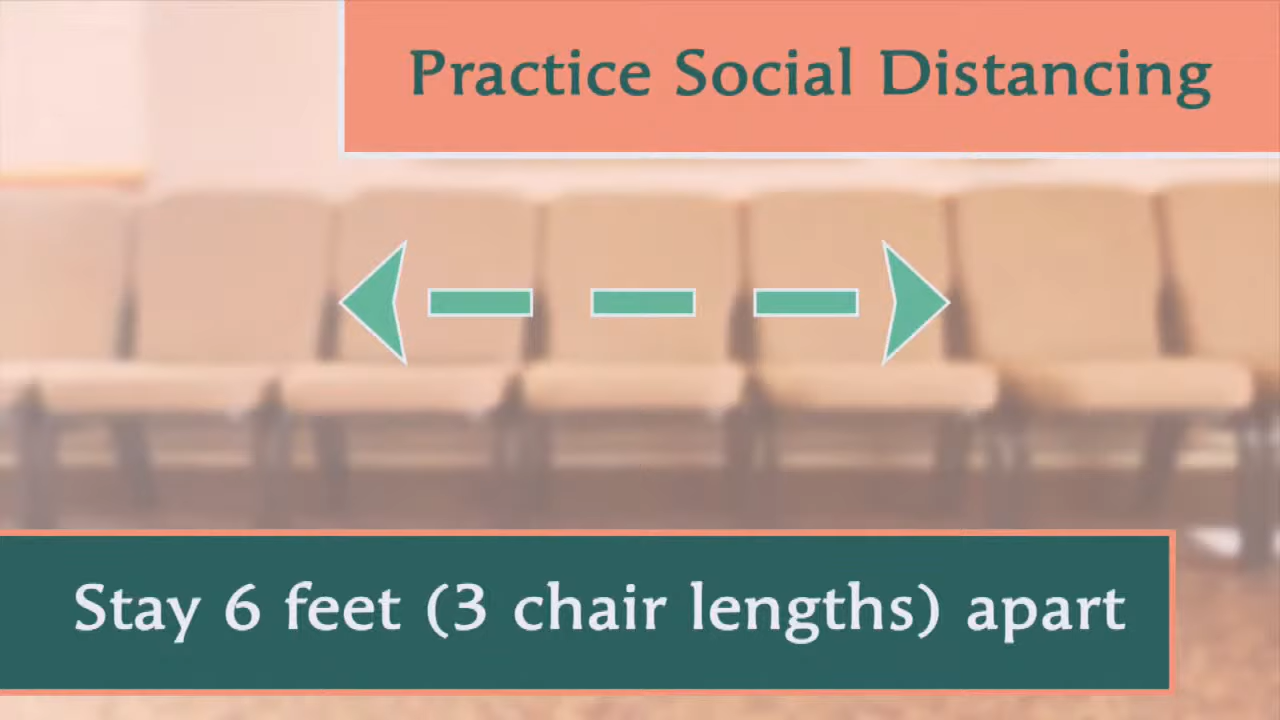 Practice Social Distancing
Stay 6 feet (3 chair lengths) apart